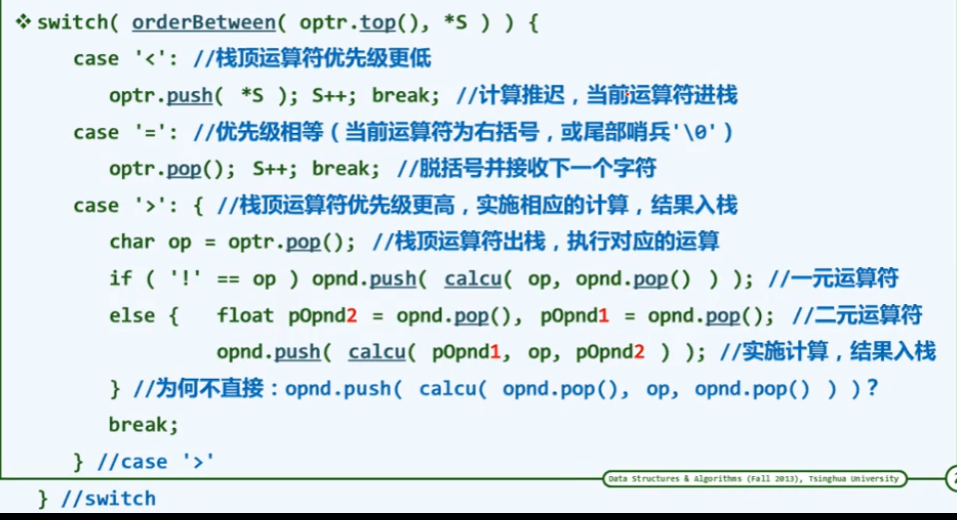 ❖ switch( orderBetween( optr.top(), *S ) ) {
case '<': //栈顶运算符优先级更低
optr.push( *S ); S++; break; //计算推迟，当前运算符进栈
case '=': //优先级相等（当前运算符为右括号，或尾部哨兵'\0'）
optr.pop(); S++; break; //脱括号并接收下一个字符
case '>': { //栈顶运算符优先级更高，实施相应的计算，结果入栈
char op = optr.pop(); //栈顶运算符出栈，执行对应的运算
if ( '!' == op ) opnd.push( calcu( op, opnd.pop() ) ); //一元运算符
else { float pOpnd2 = opnd.pop(), pOpnd1 = opnd.pop(); //二元运算符
opnd.push( calcu( pOpnd1, op, pOpnd2 ) ); //实施计算，结果入栈
} //为何不直接：opnd.push( calcu( opnd.pop(), op, opnd.pop() ) )？
break;
} //case '>'
Data Structures & Algorithms (Fall 2013), Tsinghua University
} //switch